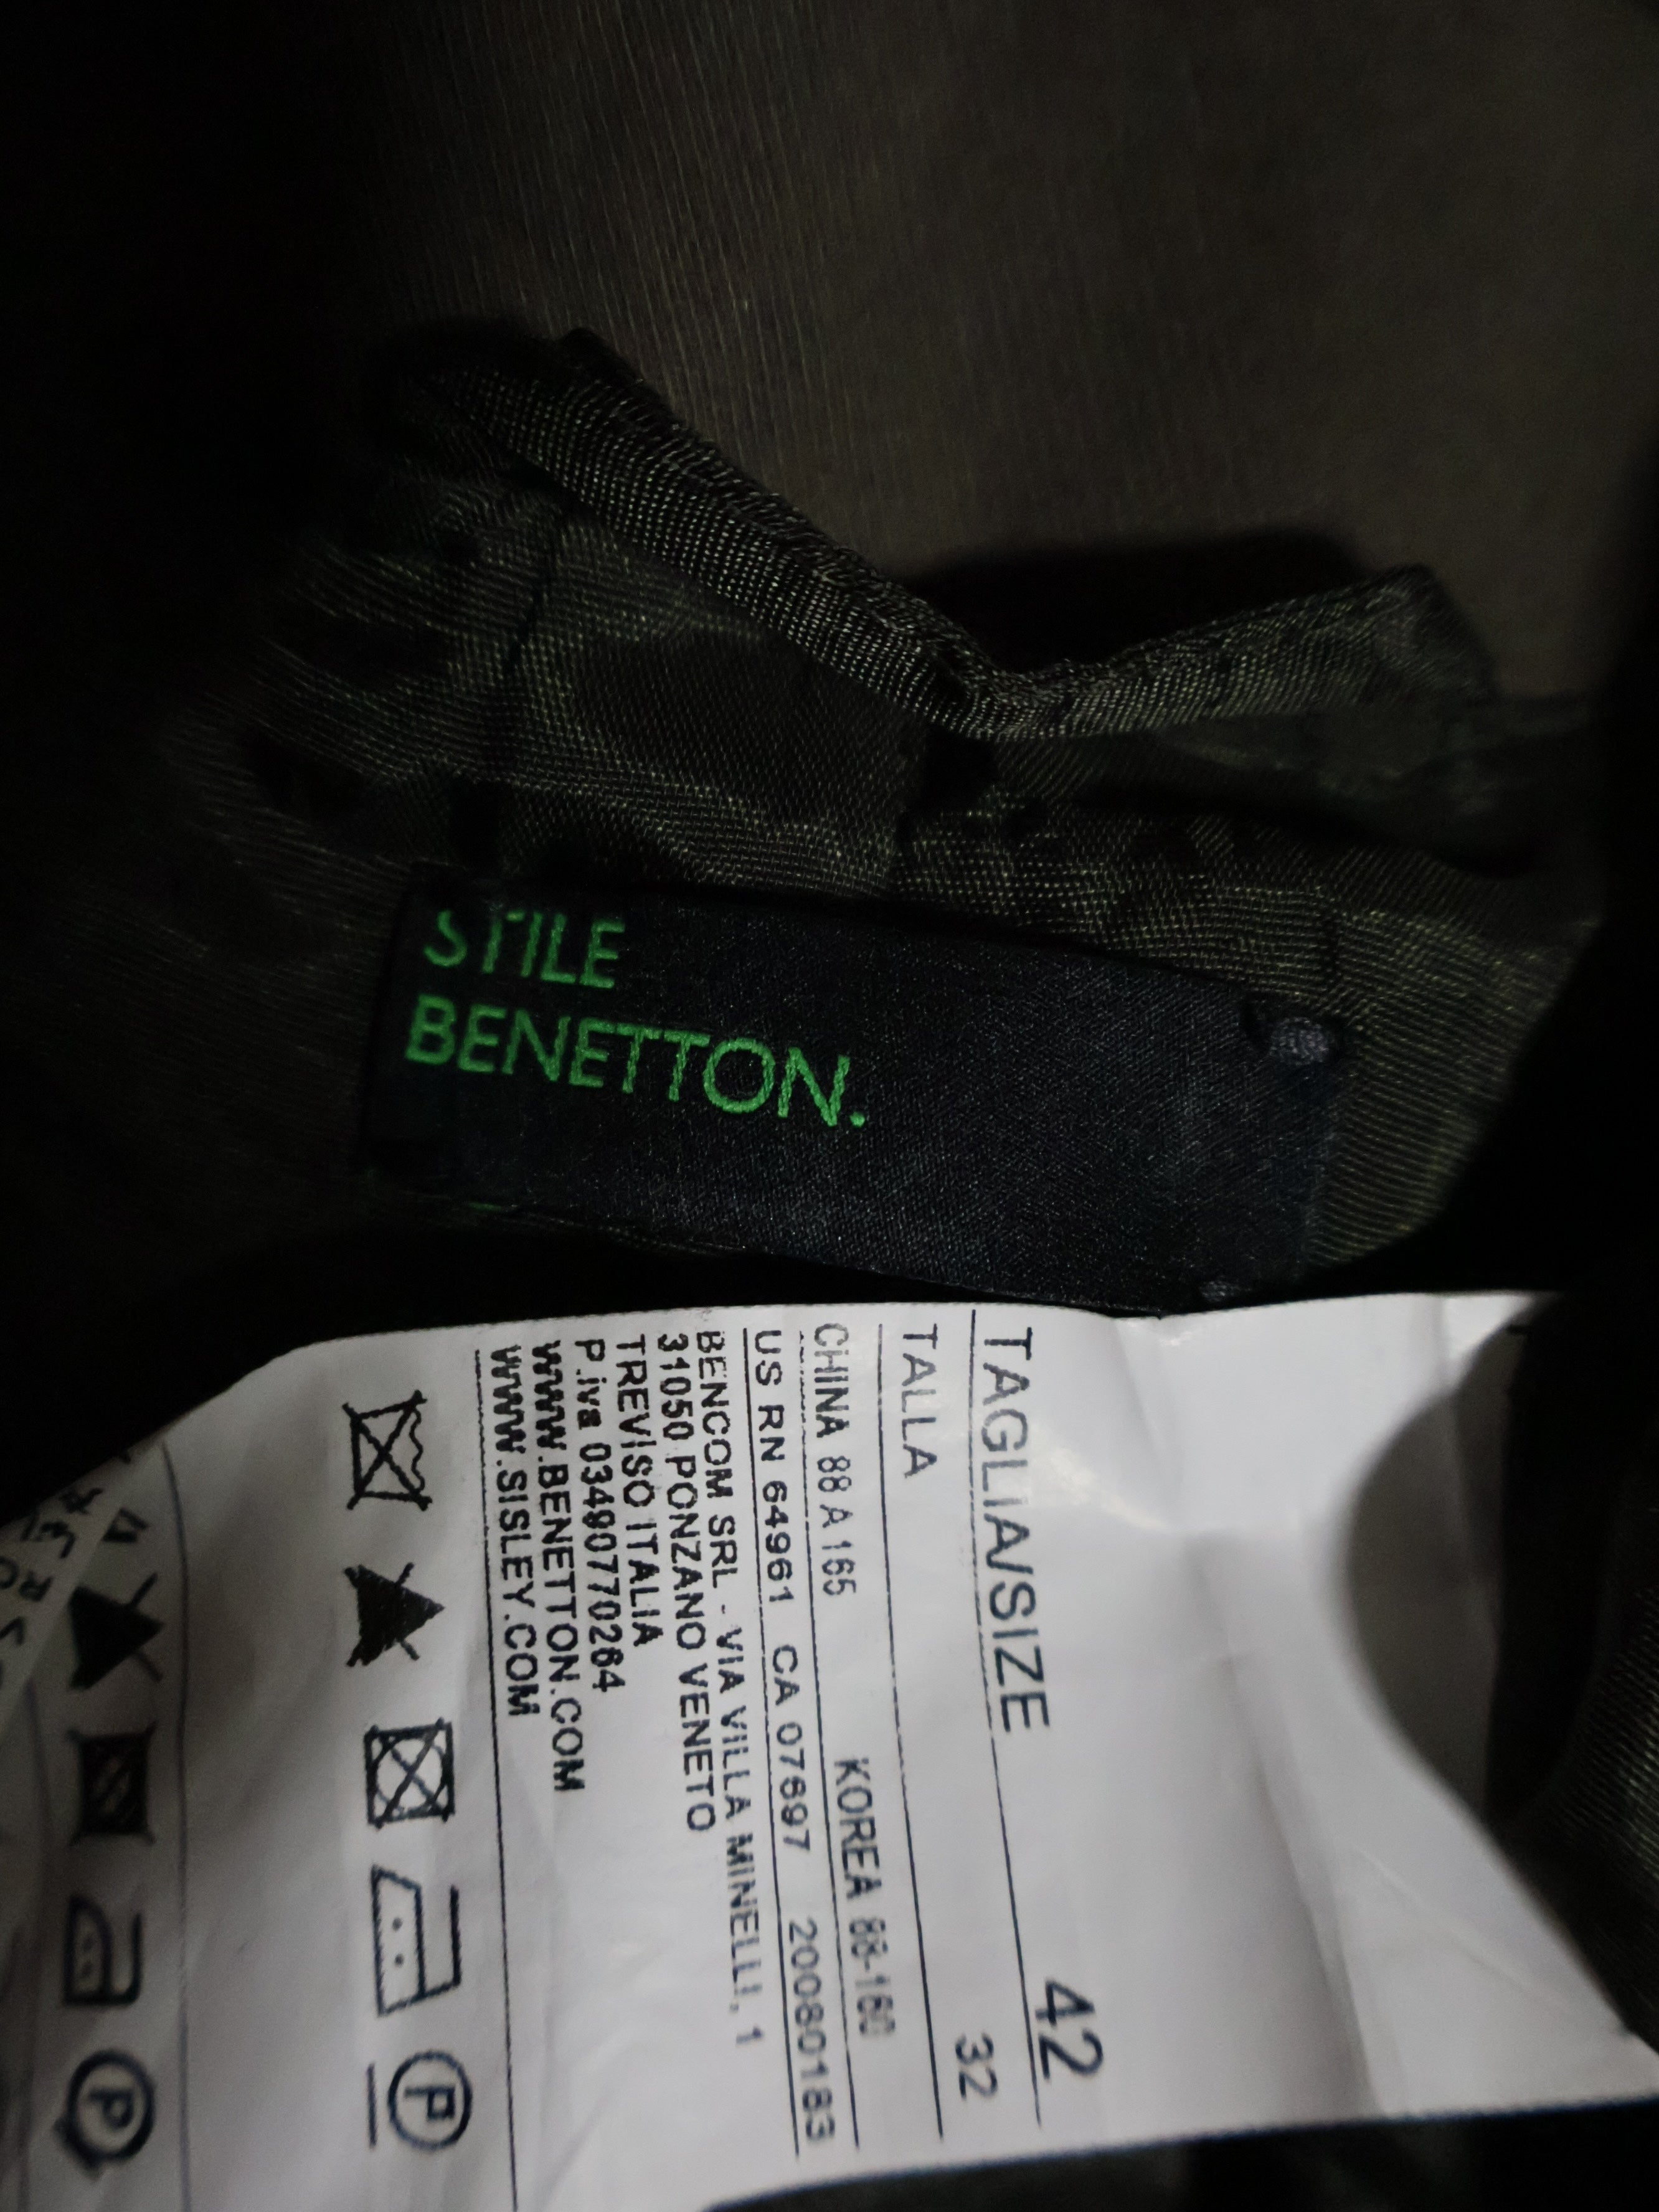 STILE
BENETTON.
TAGLIA/SIZE 42
TALLA 32
CHINA 88 A 165 KOREA 88-160
US RN 64961 CA 07697 200801183
BENCOM SRL - VIA VILLA MINELLI, 1
31050 PONZANO VENETO
TREVISO ITALIA
P.iva 03490770264
WWW.BENETTON.COM
WWW.SISLEY.COM
P
P